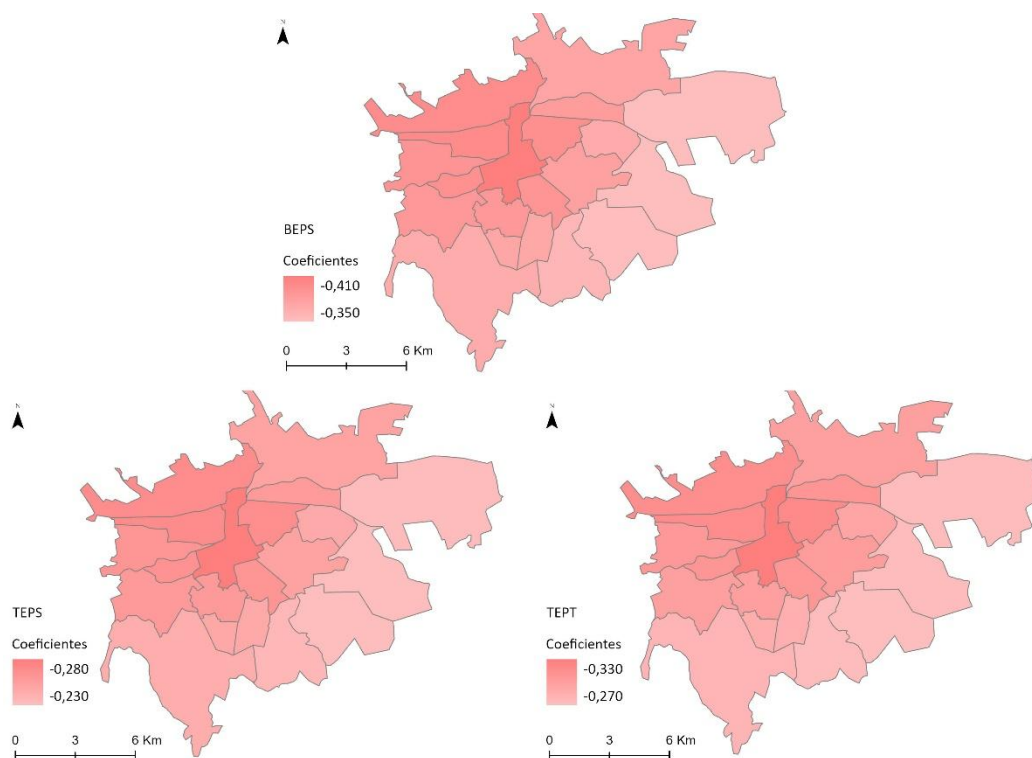 N
BEPS
Coeficientes
-0,410
-0,350
0 3 6 Km
N
TEPS
Coeficientes
-0,280
-0,230
0 3 6 Km
N
TEPT
Coeficientes
-0,330
-0,270
0 3 6 Km